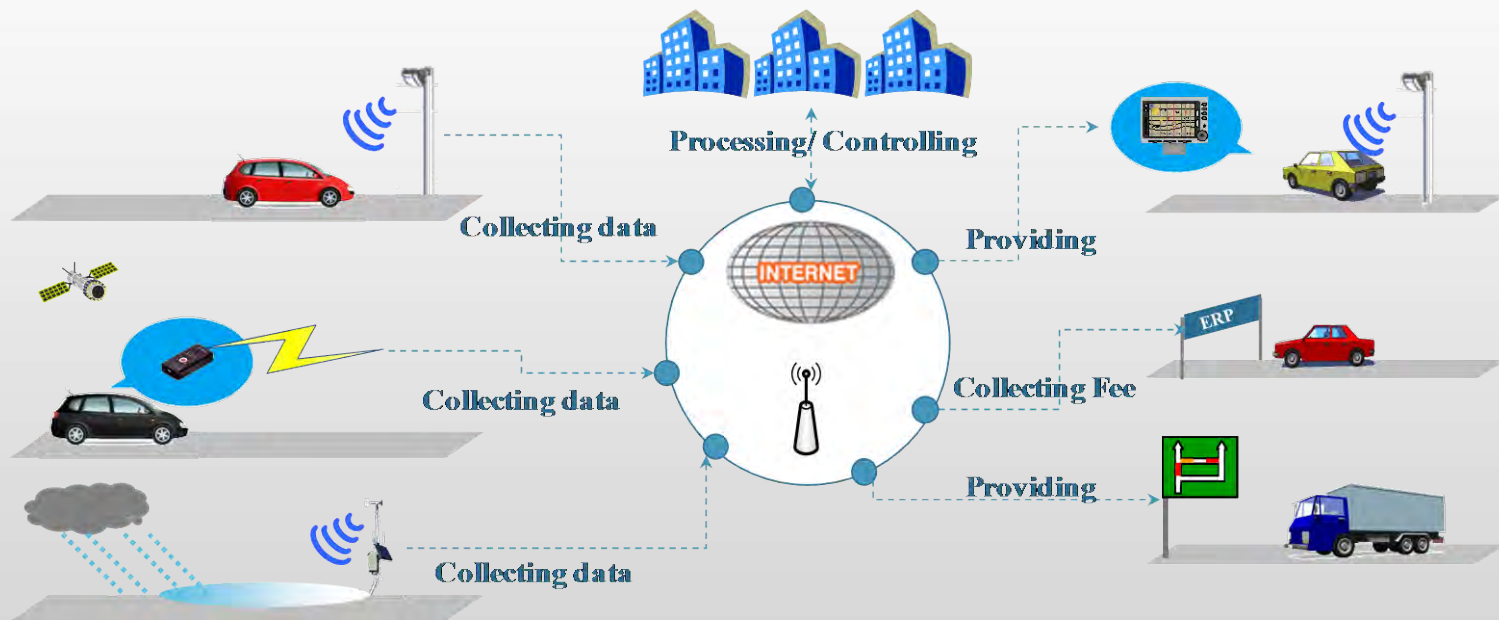 Processing/ Controlling
Collecting data
Providing
INTERNET
ERP
Collecting data
Collecting Fee
Providing
Collecting data